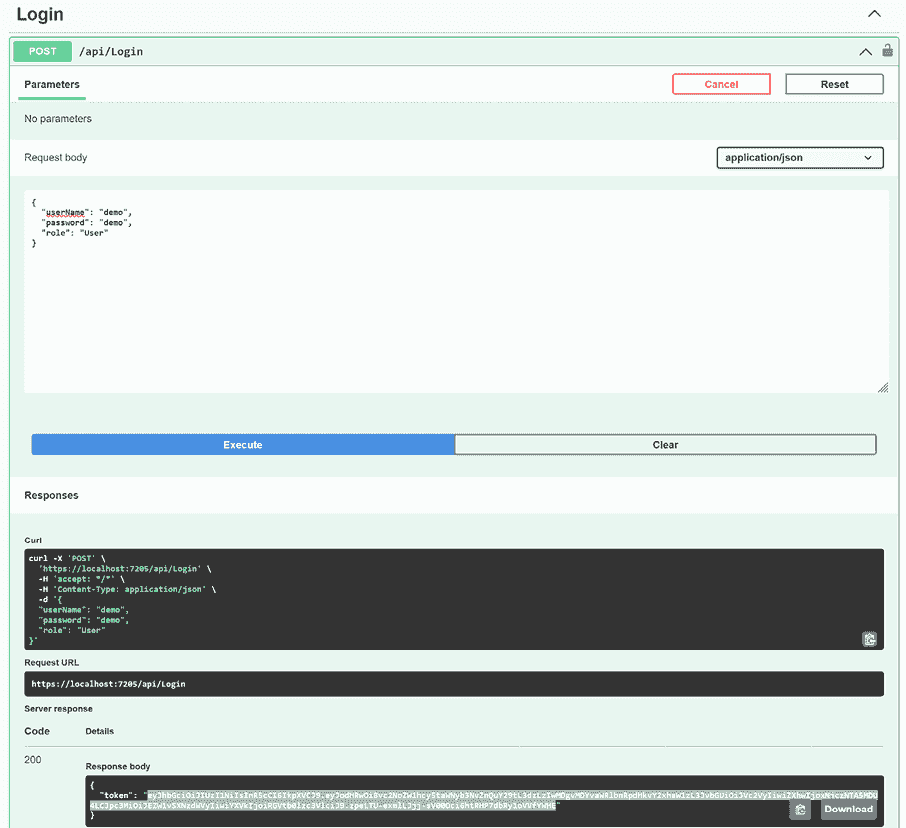 Login
POST /api/Login
Parameters
Cancel
Reset
No parameters
Request body
application/json
{
"userName": "demo",
"password": "demo",
"role": "User"
}
Execute
Clear
Responses
Curl
curl -X 'POST' \
'https://localhost:7205/api/Login' \
-H 'accept: */*' \
-H 'Content-Type: application/json' \
-d '{
"userName": "demo",
"password": "demo",
"role": "User"
}'
Request URL
https://localhost:7205/api/Login
Server response
Code
Details
200
Response body
{
"token":
}
Download